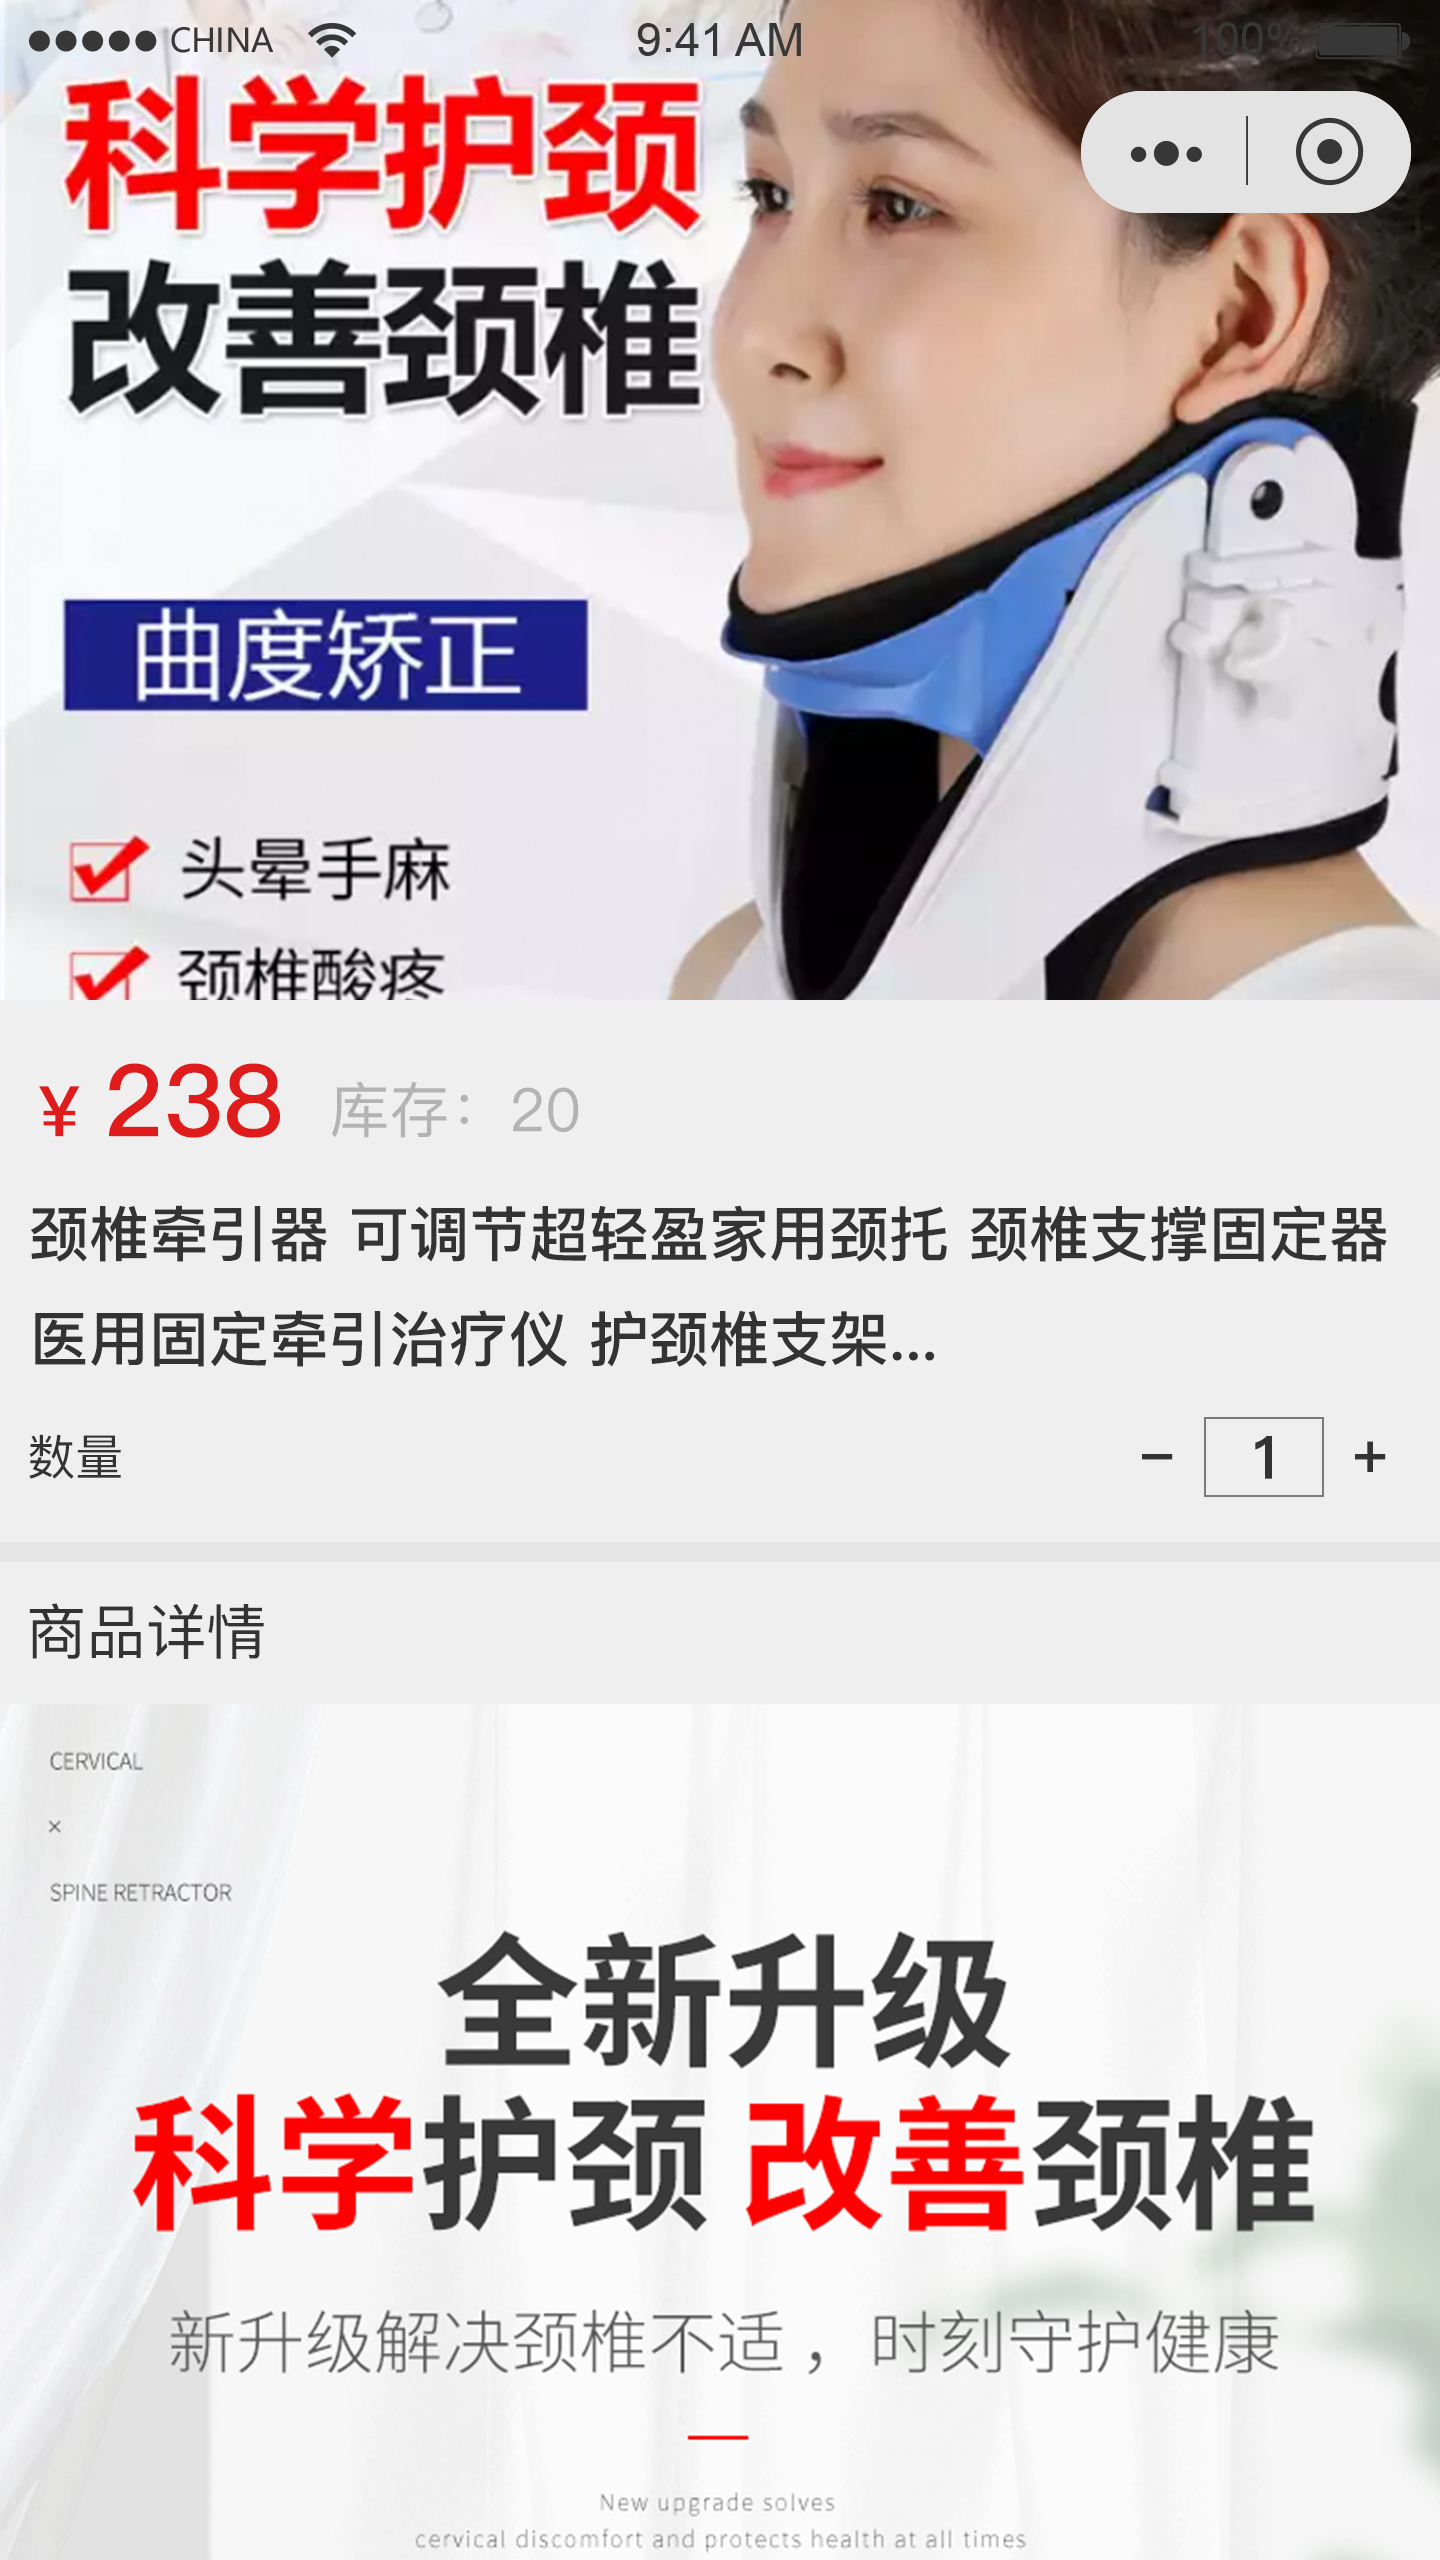 CHINA 9:41 AM 100%
科学护颈
改善颈椎
曲度矫正
头晕手麻
颈椎酸疼
¥ 238 库存：20
颈椎牵引器 可调节超轻盈家用颈托 颈椎支撑固定器
医用固定牵引治疗仪 护颈椎支架...
数量 − 1 +
商品详情
CERVICAL
×
SPINE RETRACTOR
全新升级
科学护颈 改善颈椎
新升级解决颈椎不适，时刻守护健康
New upgrade solves
cervical discomfort and protects health at all times